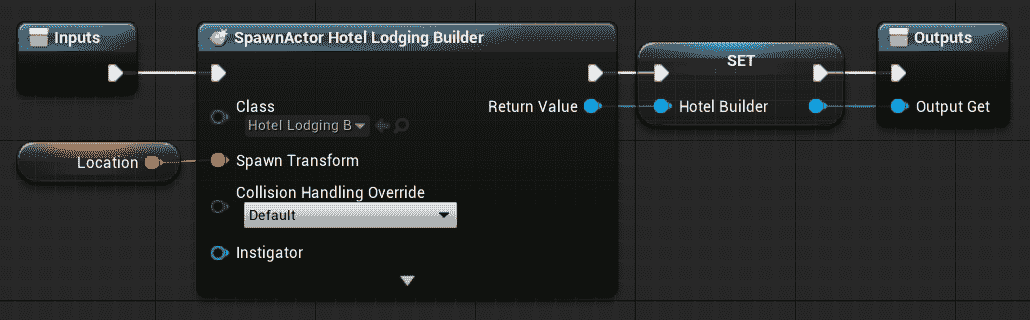 Inputs
SpawnActor Hotel Lodging Builder
SET
Outputs
Class
Hotel Lodging B
Return Value
Hotel Builder
Output Get
Location
Spawn Transform
Collision Handling Override
Default
Instigator